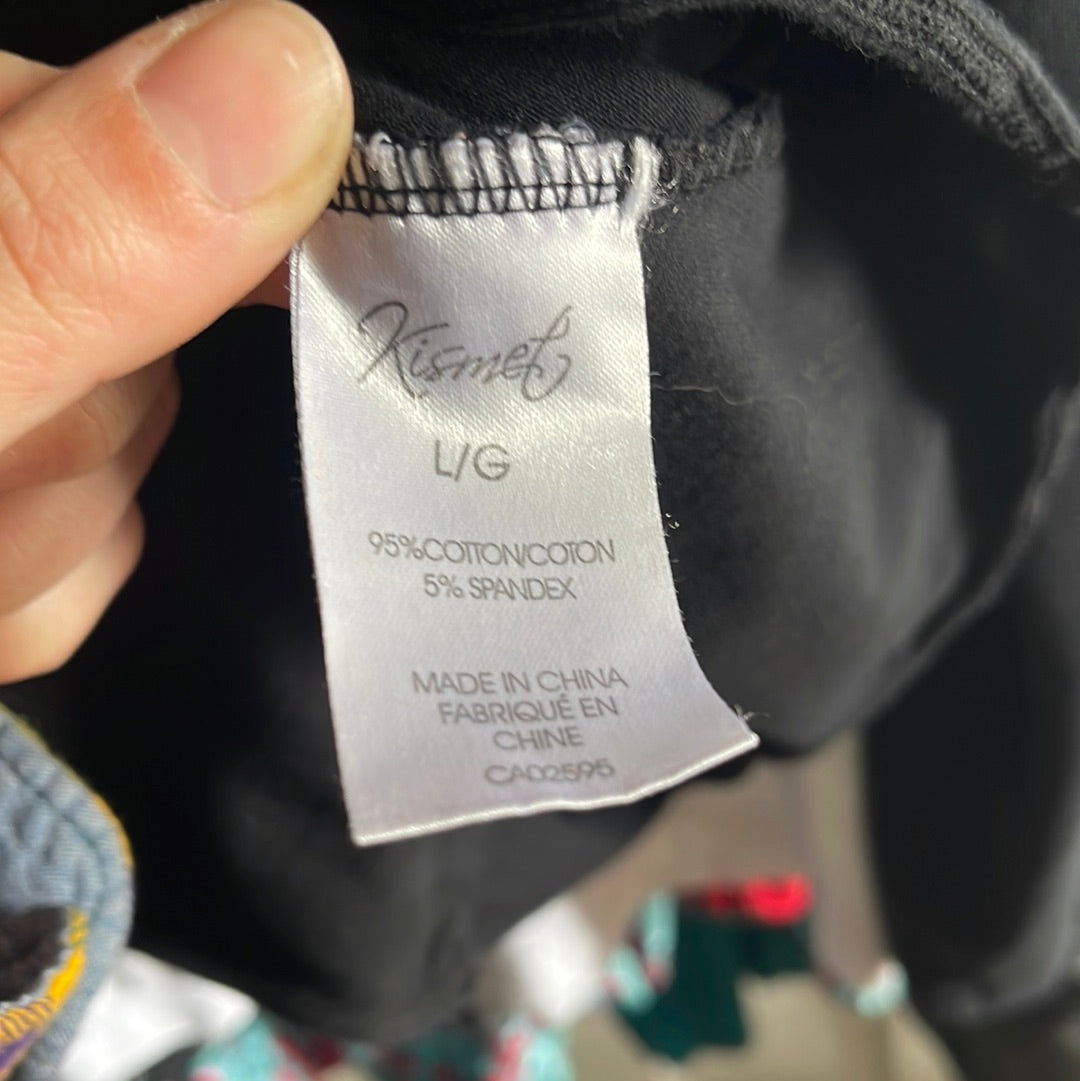 Kismet
L/G
95%COTTON/COTON
5% SPANDEX
MADE IN CHINA
FABRIQUÉ EN
CHINE
CA02595